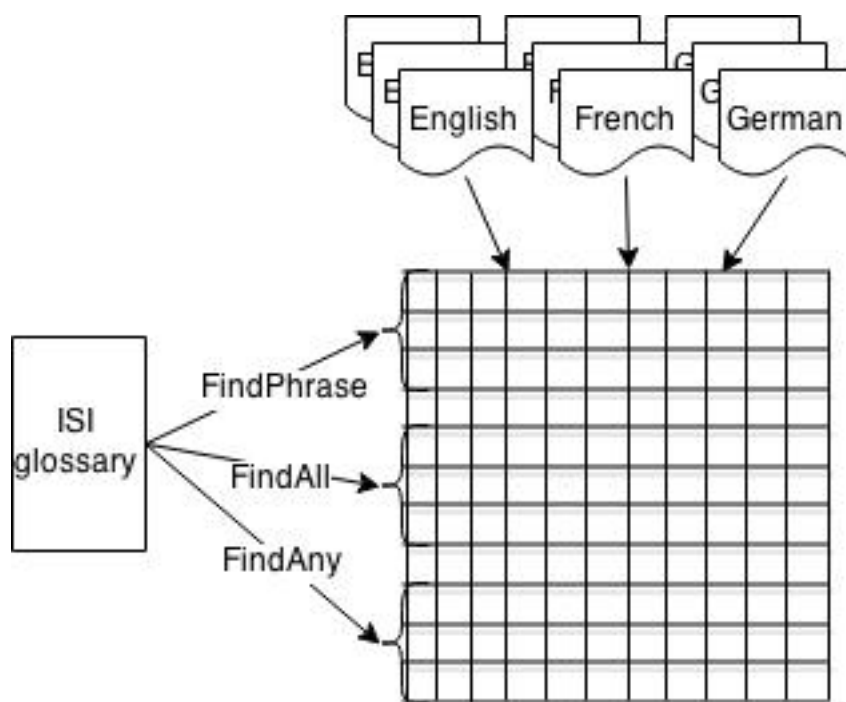 English
French
German
ISI
glossary
FindPhrase
FindAll
FindAny